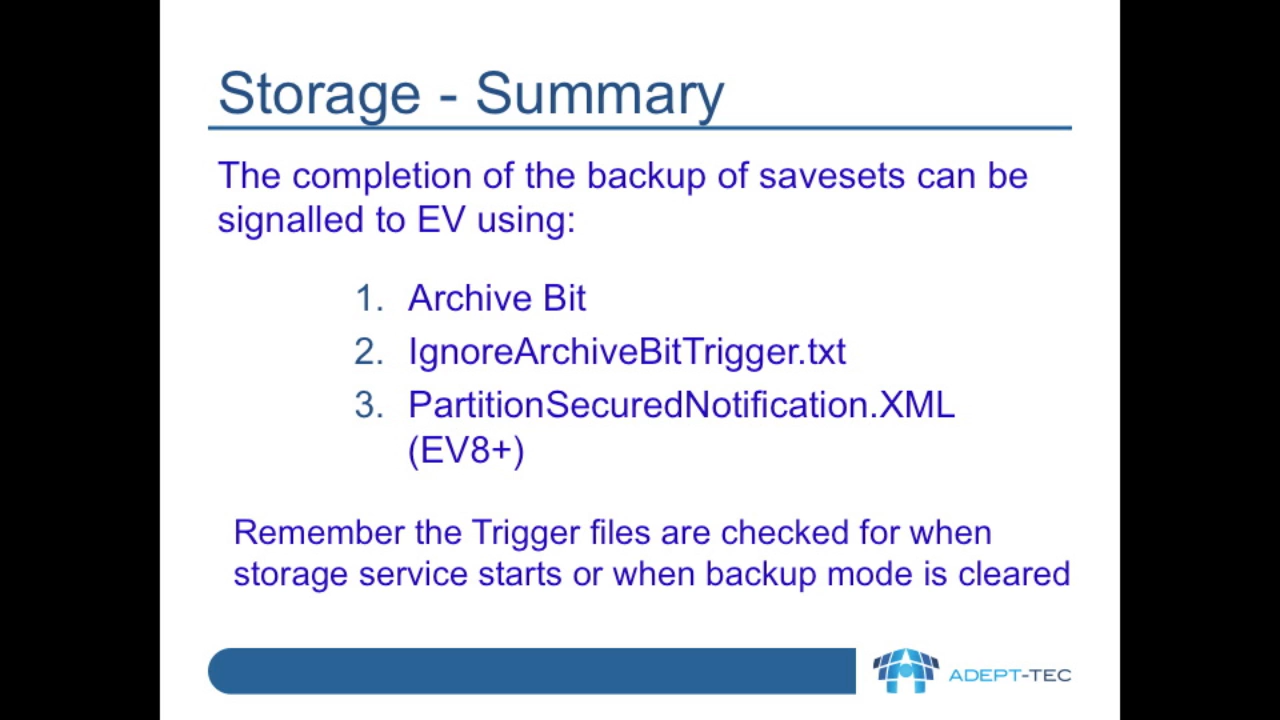 Storage - Summary
The completion of the backup of savesets can be
signalled to EV using:
1. Archive Bit
2. IgnoreArchiveBitTrigger.txt
3. PartitionSecuredNotification.XML
(EV8+)
Remember the Trigger files are checked for when
storage service starts or when backup mode is cleared
ADEPT-TEC